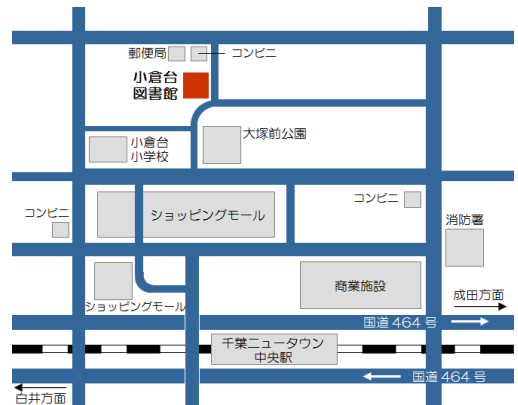 郵便局
コンビニ
小倉台
図書館
小倉台
小学校
大塚前公園
コンビニ
ショッピングモール
コンビニ
消防署
ショッピングモール
商業施設
成田方面
国道 464 号
千葉ニュータウン
中央駅
国道 464 号
白井方面